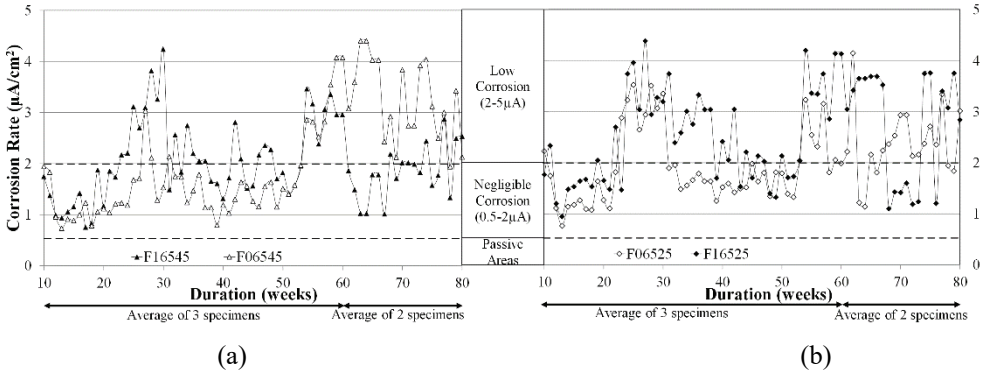 Corrosion Rate (µA/cm²)
5
4
3
2
1
0
F16545
F06545
10 20 30 40 50 60 70 80
Duration (weeks)
Average of 3 specimens
Average of 2 specimens
(a)
Low
Corrosion
(2-5µA)
Negligible
Corrosion
(0.5-2µA)
Passive
Areas
5
4
3
2
1
0
F06525
F16525
10 20 30 40 50 60 70 80
Duration (weeks)
Average of 3 specimens
Average of 2 specimens
(b)